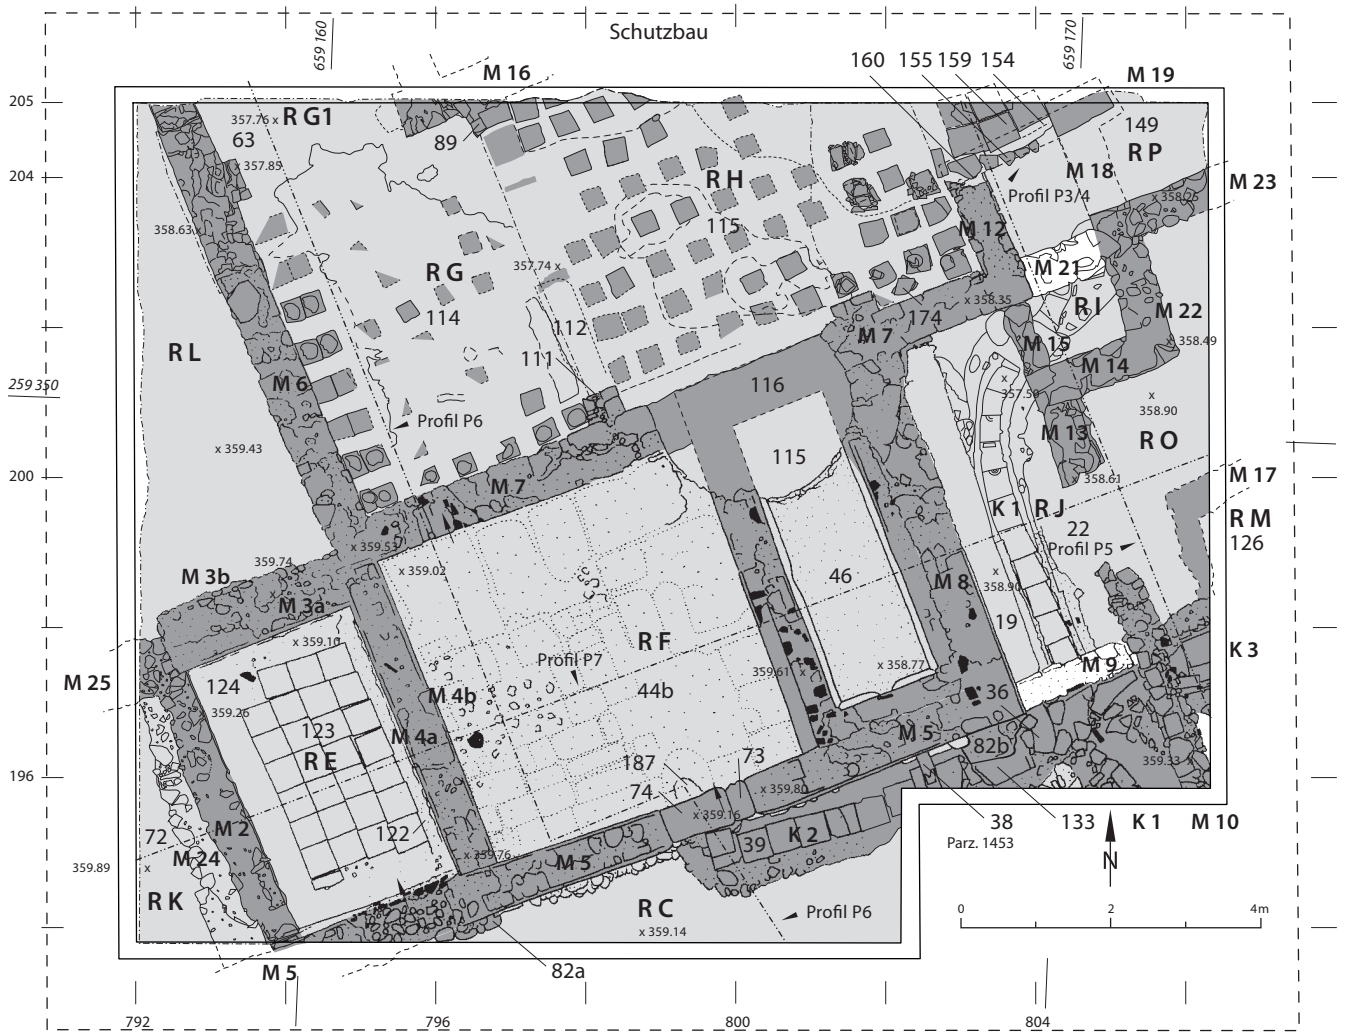 Schutzbau
659 160
659 170
160 155 159 154
M 16
M 19
205
357.76 x
R G1
63
x 357.85
89
149
R P
M 18
204
R H
Profil P3/4
M 23
x 358.25
358.63 x
115
M 12
R G
357.74 x
M 21
R I
x 358.35
M 22
114
112
174
M 7
M 15
x 358.49
R L
111
M 14
259 350
M 6
116
x
357.50
x
358.90
Profil P6
M 13
R O
x 359.43
115
200
M 7
x 358.61
M 17
K 1
R J
22
R M
126
x 359.53
Profil P5
359.74
x
x 359.02
M 3b
46
M 8
x
358.90
M 3a
19
x 359.10
R F
Profil P7
M 9
K 3
M 25
124
359.61 x
x 358.77
359.26
M 4b
44b
36
123
M 4a
M 5
R E
82b
196
187
73
359.33 x
74
x 359.80
72
122
x 359.16
M 2
K 2
38
133
K 1
M 10
M 24
39
Parz. 1453
x 359.76
M 5
N
359.89
x
R K
R C
Profil P6
0 2 4m
x 359.14
M 5
82a
792 796 800 804